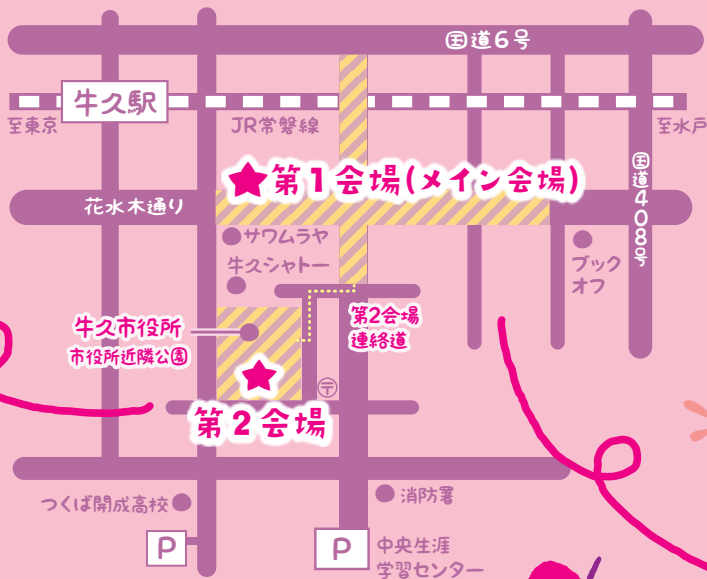 国道6号
牛久駅
至東京
JR常磐線
至水戸
★第1会場(メイン会場)
国道408号
花水木通り
サワムラヤ
牛久シャトー
ブック
オフ
牛久市役所
市役所近隣公園
第2会場
連絡道
〒
★
第2会場
つくば開成高校
消防署
P
P
中央生涯
学習センター